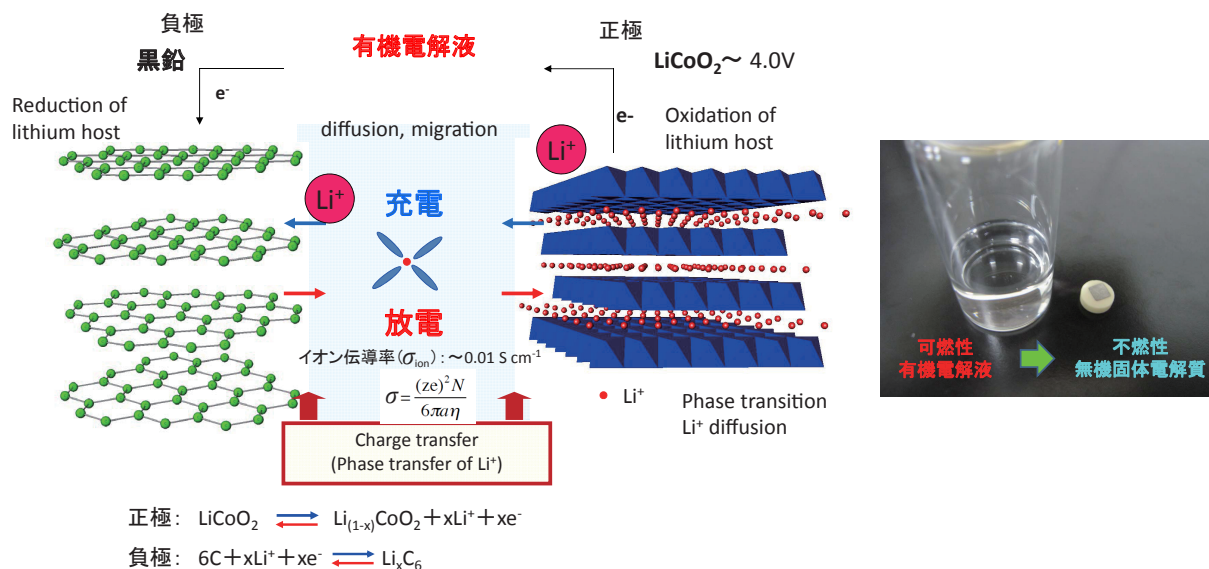 負極
黒鉛
有機電解液
正極
LiCoO₂～ 4.0V
e⁻
Reduction of
lithium host
diffusion, migration
e-
Oxidation of
lithium host
Li⁺
Li⁺
充電
放電
イオン伝導率(σ_ion)：～0.01 S cm⁻¹
σ=(ze)²N/6πaη
Charge transfer
(Phase transfer of Li⁺)
Li⁺
Phase transition
Li⁺ diffusion
可燃性
有機電解液
不燃性
無機固体電解質
正極： LiCoO₂ Li₍₁₋ₓ₎CoO₂＋xLi⁺＋xe⁻
負極： 6C＋xLi⁺＋xe⁻ LiₓC₆